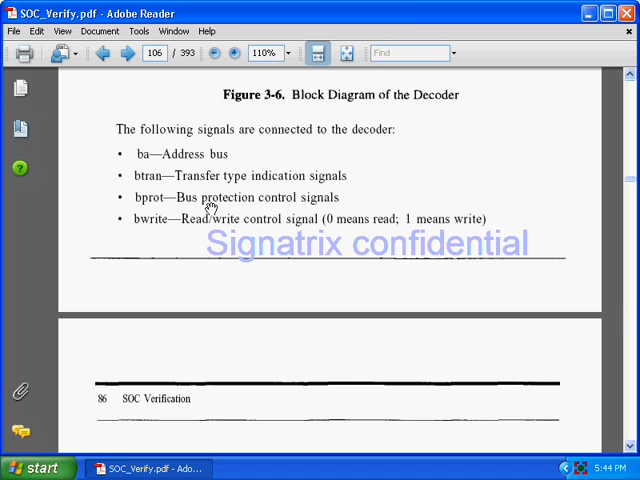 SOC_Verify.pdf - Adobe Reader
File Edit View Document Tools Window Help
106 / 393 110% Find
Figure 3-6. Block Diagram of the Decoder
The following signals are connected to the decoder:
• ba—Address bus
• btran—Transfer type indication signals
• bprot—Bus protection control signals
• bwrite—Read/write control signal (0 means read; 1 means write)
Signatrix confidential
86 SOC Verification
start SOC_Verify.pdf - Ado... 5:44 PM